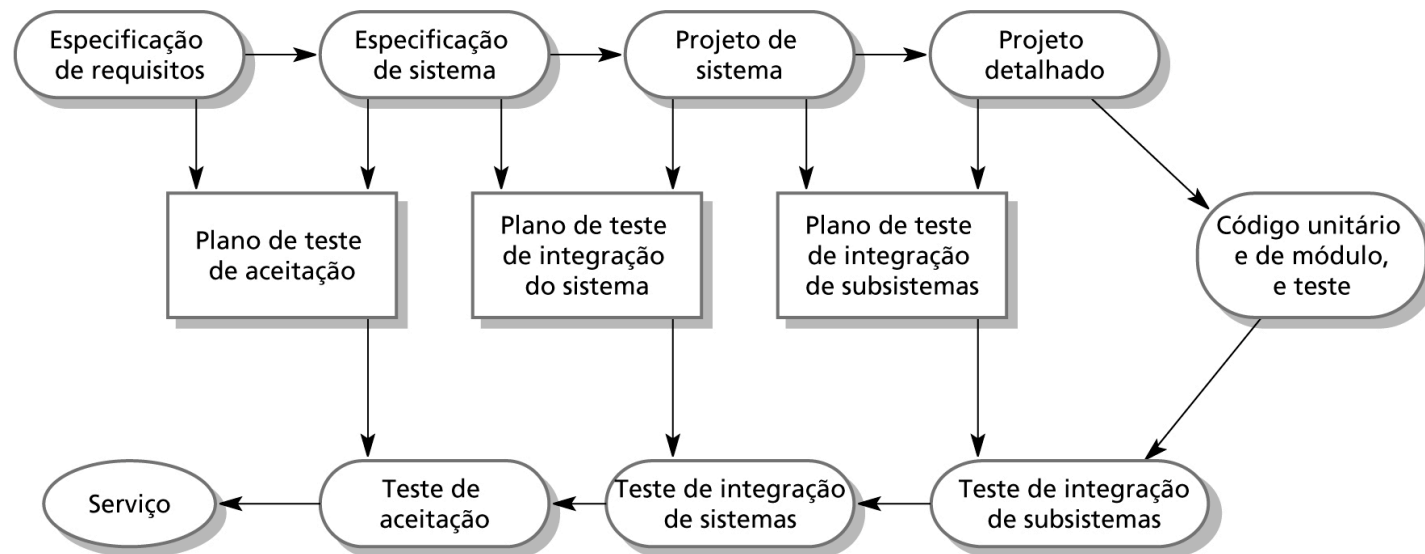 Especificação
de requisitos
Especificação
de sistema
Projeto de
sistema
Projeto
detalhado
Plano de teste
de aceitação
Plano de teste
de integração
do sistema
Plano de teste
de integração
de subsistemas
Código unitário
e de módulo,
e teste
Serviço
Teste de
aceitação
Teste de integração
de sistemas
Teste de integração
de subsistemas